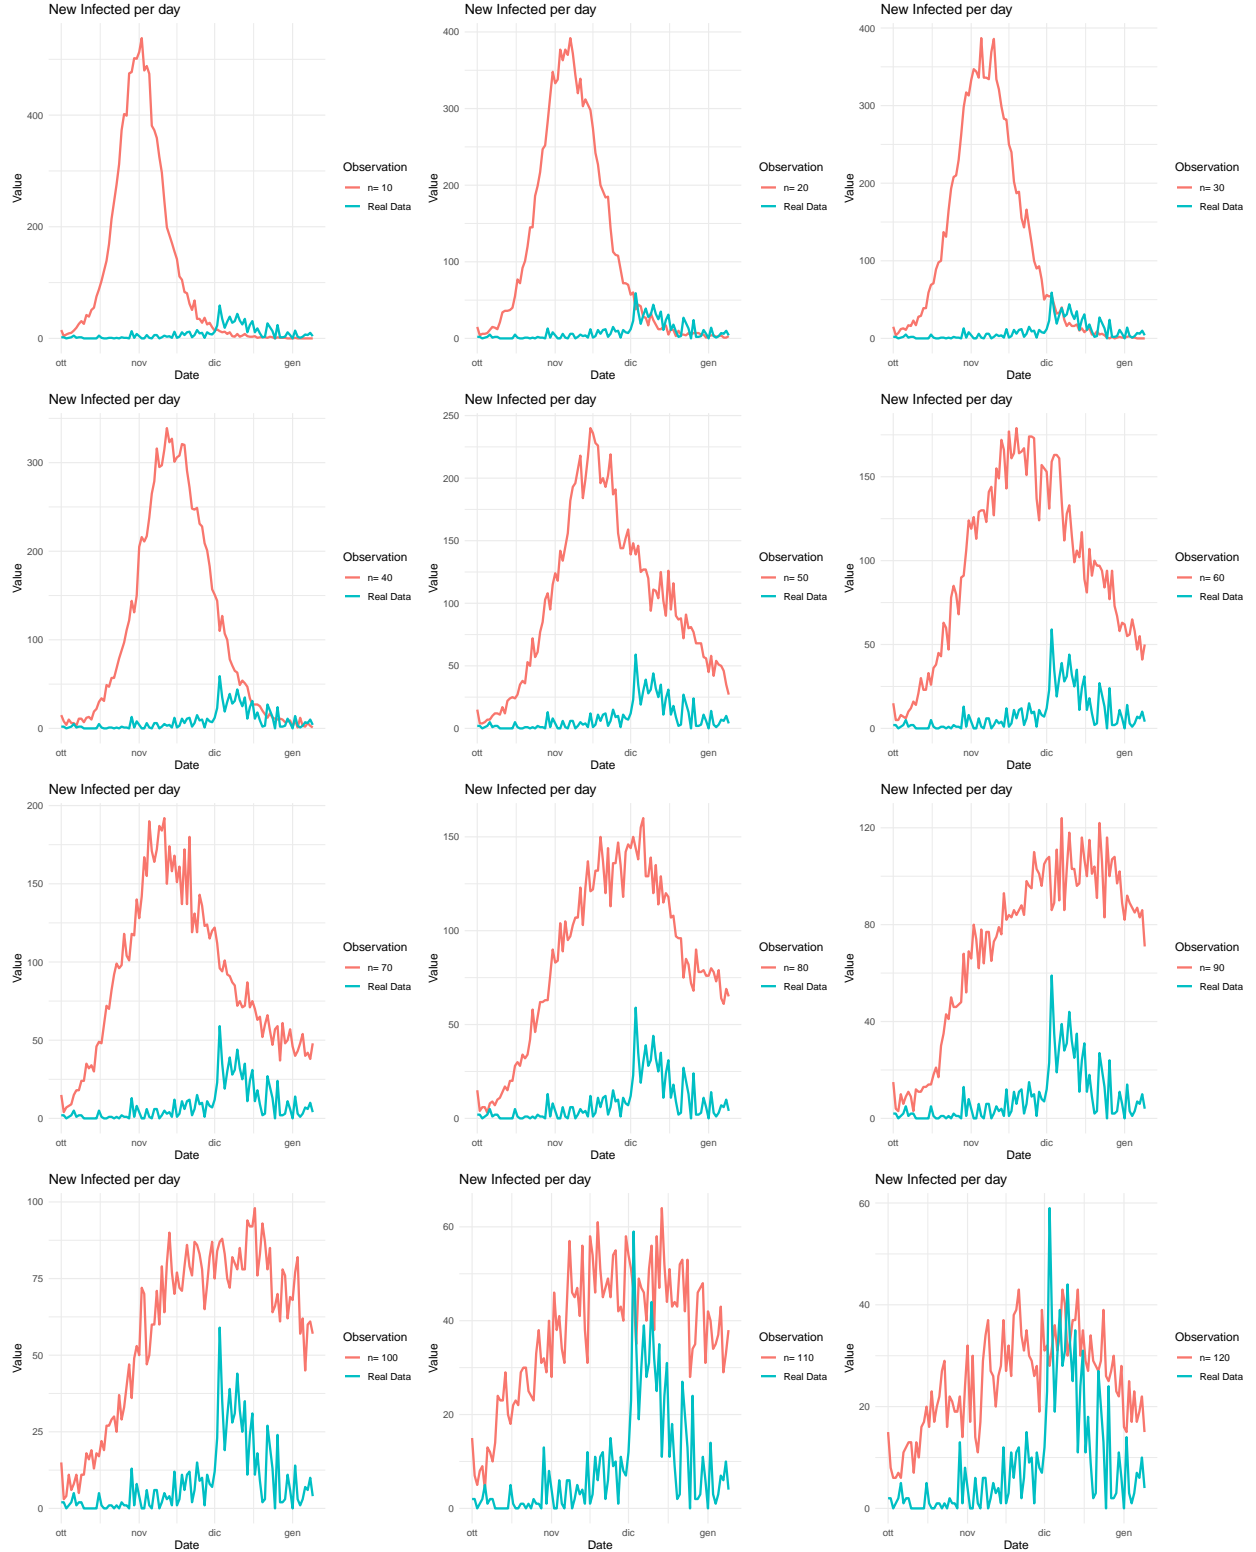 New Infected per day
400
200
0
Value
ott
nov
dic
gen
Date
Observation
n= 10
Real Data
New Infected per day
400
300
200
100
0
Value
ott
nov
dic
gen
Date
Observation
n= 20
Real Data
New Infected per day
400
300
200
100
0
Value
ott
nov
dic
gen
Date
Observation
n= 30
Real Data
New Infected per day
300
200
100
0
Value
ott
nov
dic
gen
Date
Observation
n= 40
Real Data
New Infected per day
250
200
150
100
50
0
Value
ott
nov
dic
gen
Date
Observation
n= 50
Real Data
New Infected per day
150
100
50
0
Value
ott
nov
dic
gen
Date
Observation
n= 60
Real Data
New Infected per day
200
150
100
50
0
Value
ott
nov
dic
gen
Date
Observation
n= 70
Real Data
New Infected per day
150
100
50
0
Value
ott
nov
dic
gen
Date
Observation
n= 80
Real Data
New Infected per day
120
80
40
0
Value
ott
nov
dic
gen
Date
Observation
n= 90
Real Data
New Infected per day
100
75
50
25
0
Value
ott
nov
dic
gen
Date
Observation
n= 100
Real Data
New Infected per day
60
40
20
0
Value
ott
nov
dic
gen
Date
Observation
n= 110
Real Data
New Infected per day
60
40
20
0
Value
ott
nov
dic
gen
Date
Observation
n= 120
Real Data